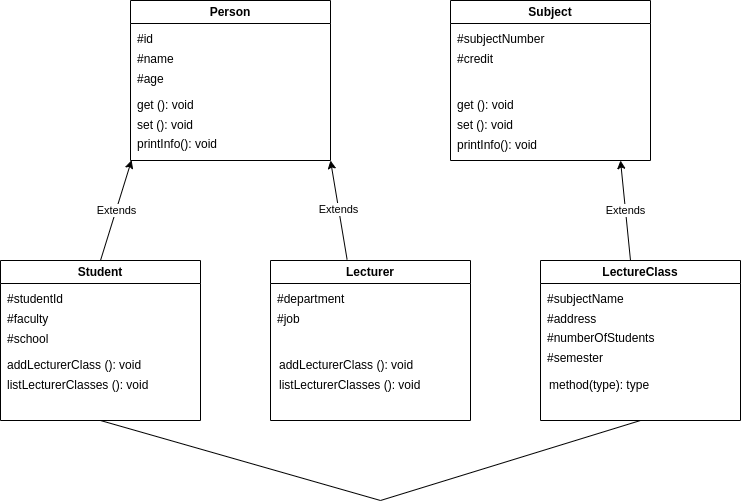 Person
#id
#name
#age
get (): void
set (): void
printInfo(): void
Subject
#subjectNumber
#credit
get (): void
set (): void
printInfo(): void
Extends
Extends
Extends
Student
#studentId
#faculty
#school
addLecturerClass (): void
listLecturerClasses (): void
Lecturer
#department
#job
addLecturerClass (): void
listLecturerClasses (): void
LectureClass
#subjectName
#address
#numberOfStudents
#semester
method(type): type